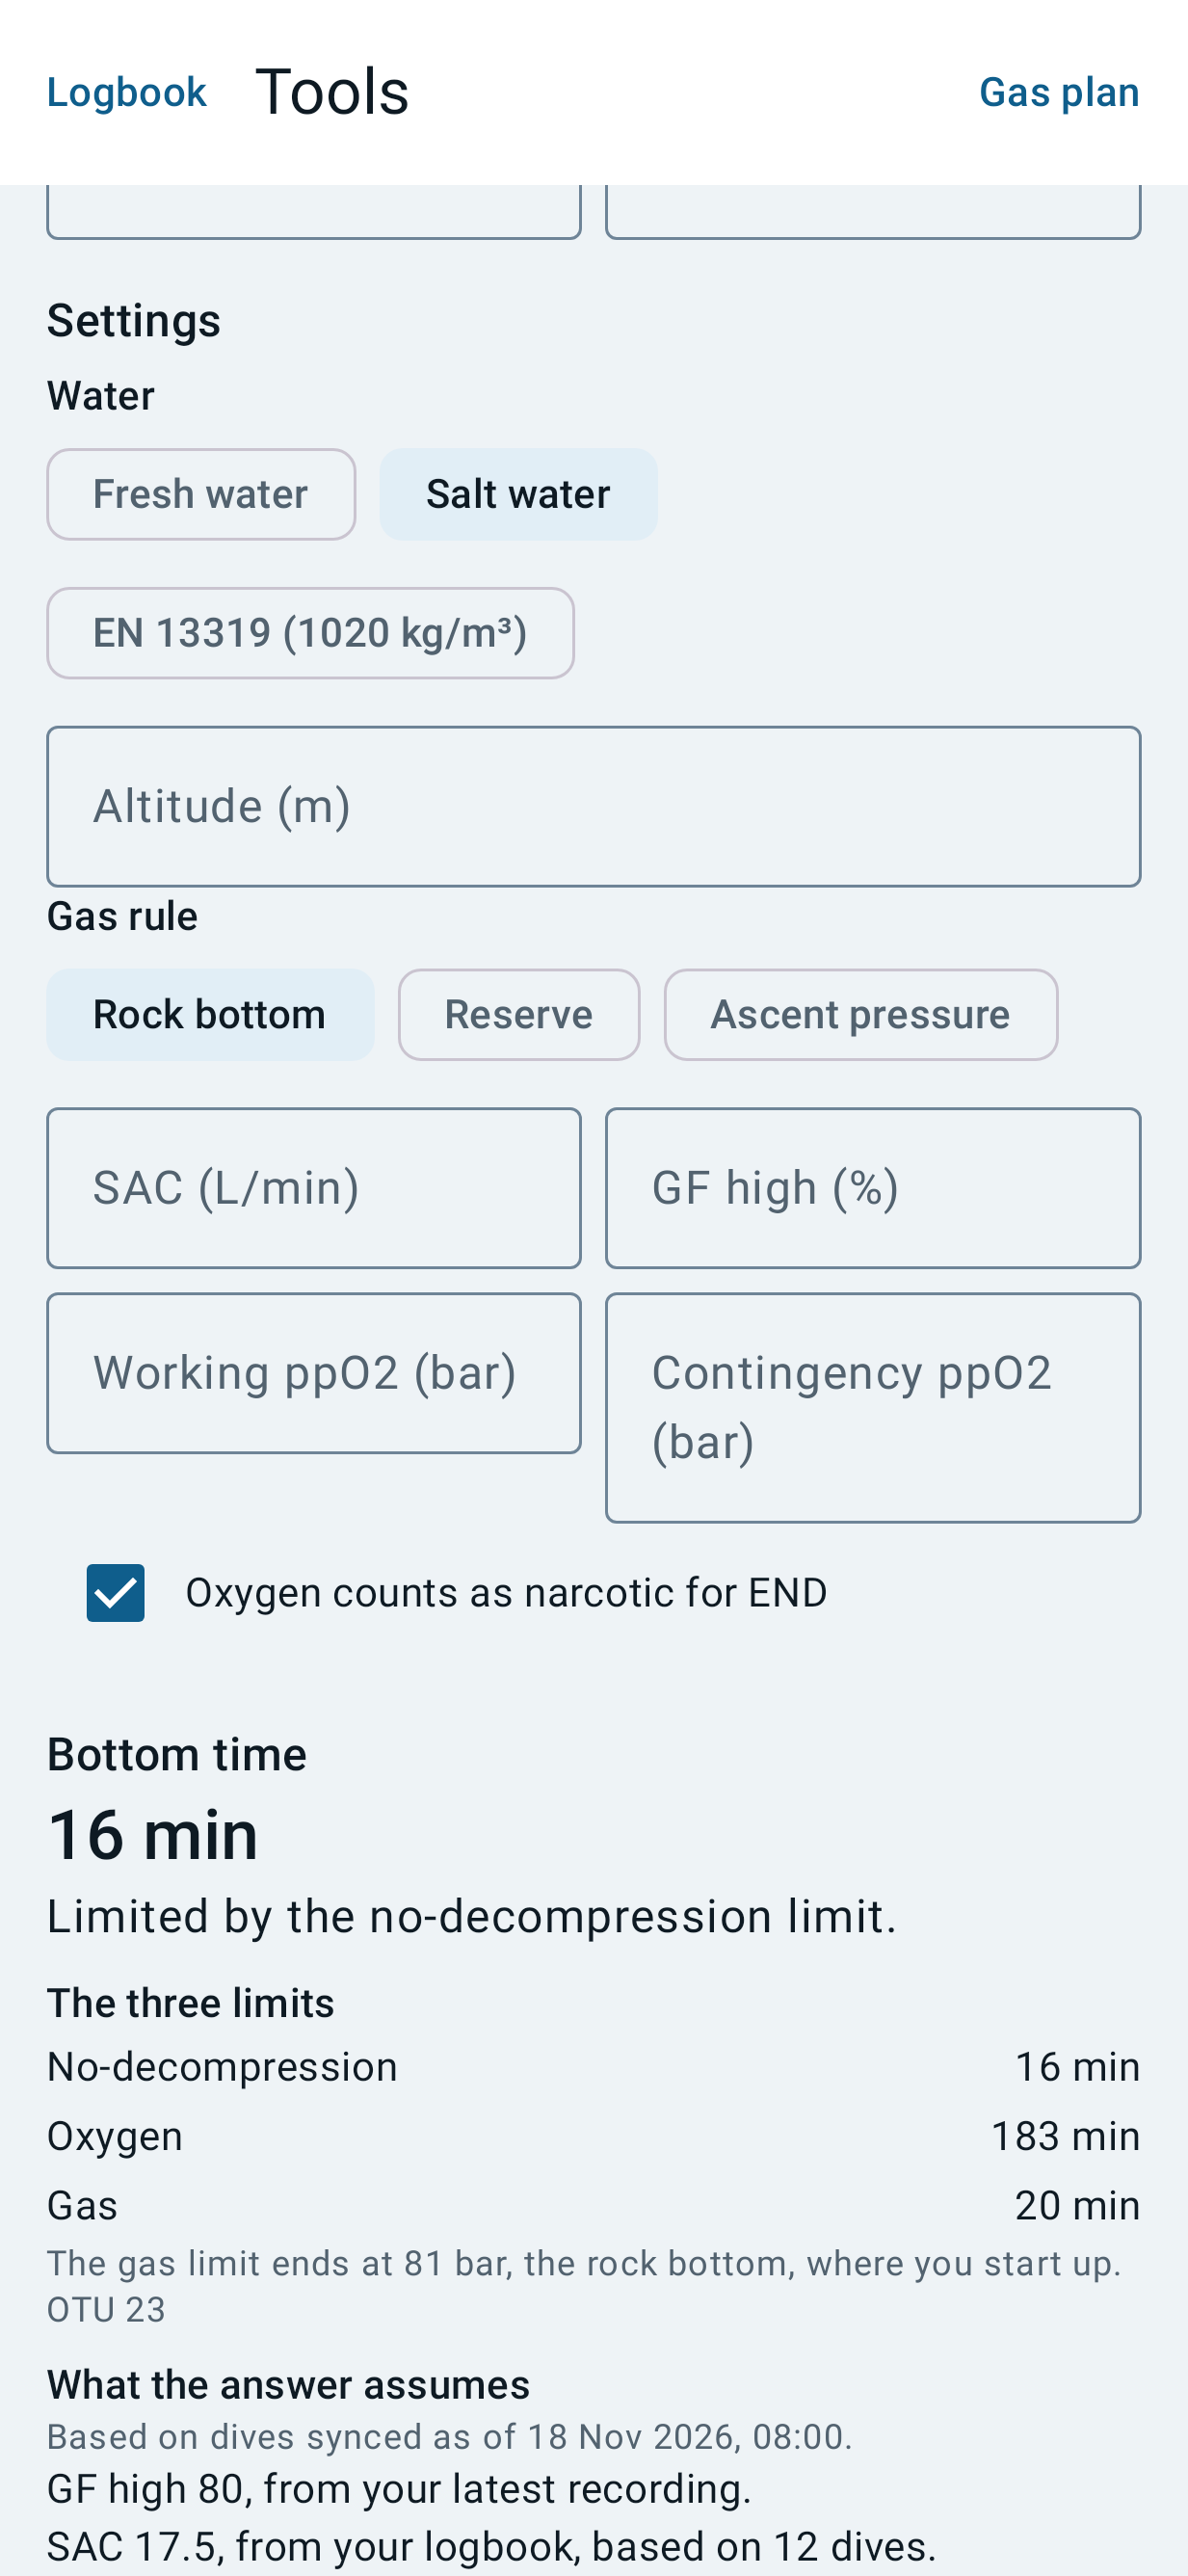 Logbook Tools Gas plan
Settings
Water
Fresh water Salt water
EN 13319 (1020 kg/m³)
Altitude (m)
Gas rule
Rock bottom Reserve Ascent pressure
SAC (L/min) GF high (%)
Working ppO2 (bar) Contingency ppO2
(bar)
Oxygen counts as narcotic for END
Bottom time
16 min
Limited by the no-decompression limit.
The three limits
No-decompression 16 min
Oxygen 183 min
Gas 20 min
The gas limit ends at 81 bar, the rock bottom, where you start up.
OTU 23
What the answer assumes
Based on dives synced as of 18 Nov 2026, 08:00.
GF high 80, from your latest recording.
SAC 17.5, from your logbook, based on 12 dives.